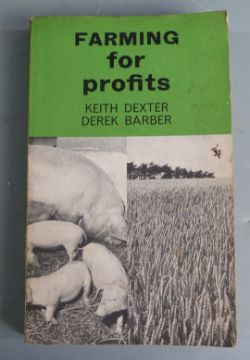 FARMING
for
profits
KEITH DEXTER
DEREK BARBER